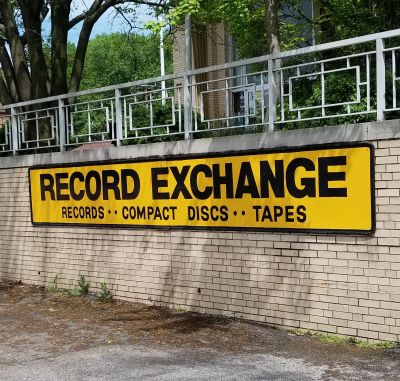 RECORD EXCHANGE
RECORDS·· COMPACT DISCS·· TAPES